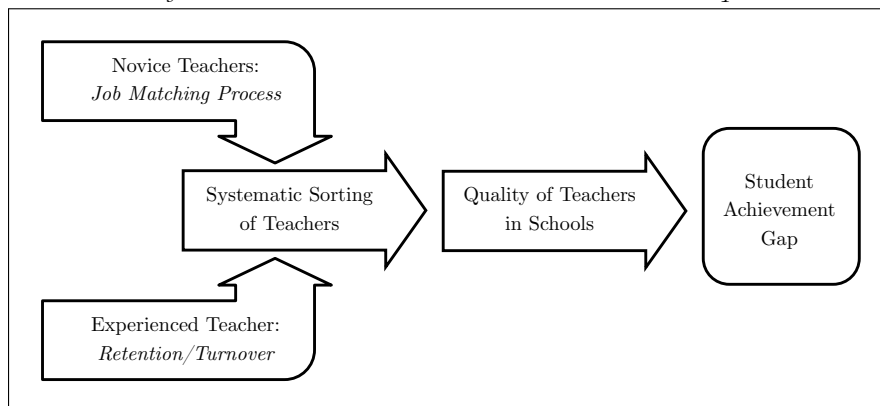 Novice Teachers:
Job Matching Process
Systematic Sorting
of Teachers
Quality of Teachers
in Schools
Student
Achievement
Gap
Experienced Teacher:
Retention/Turnover